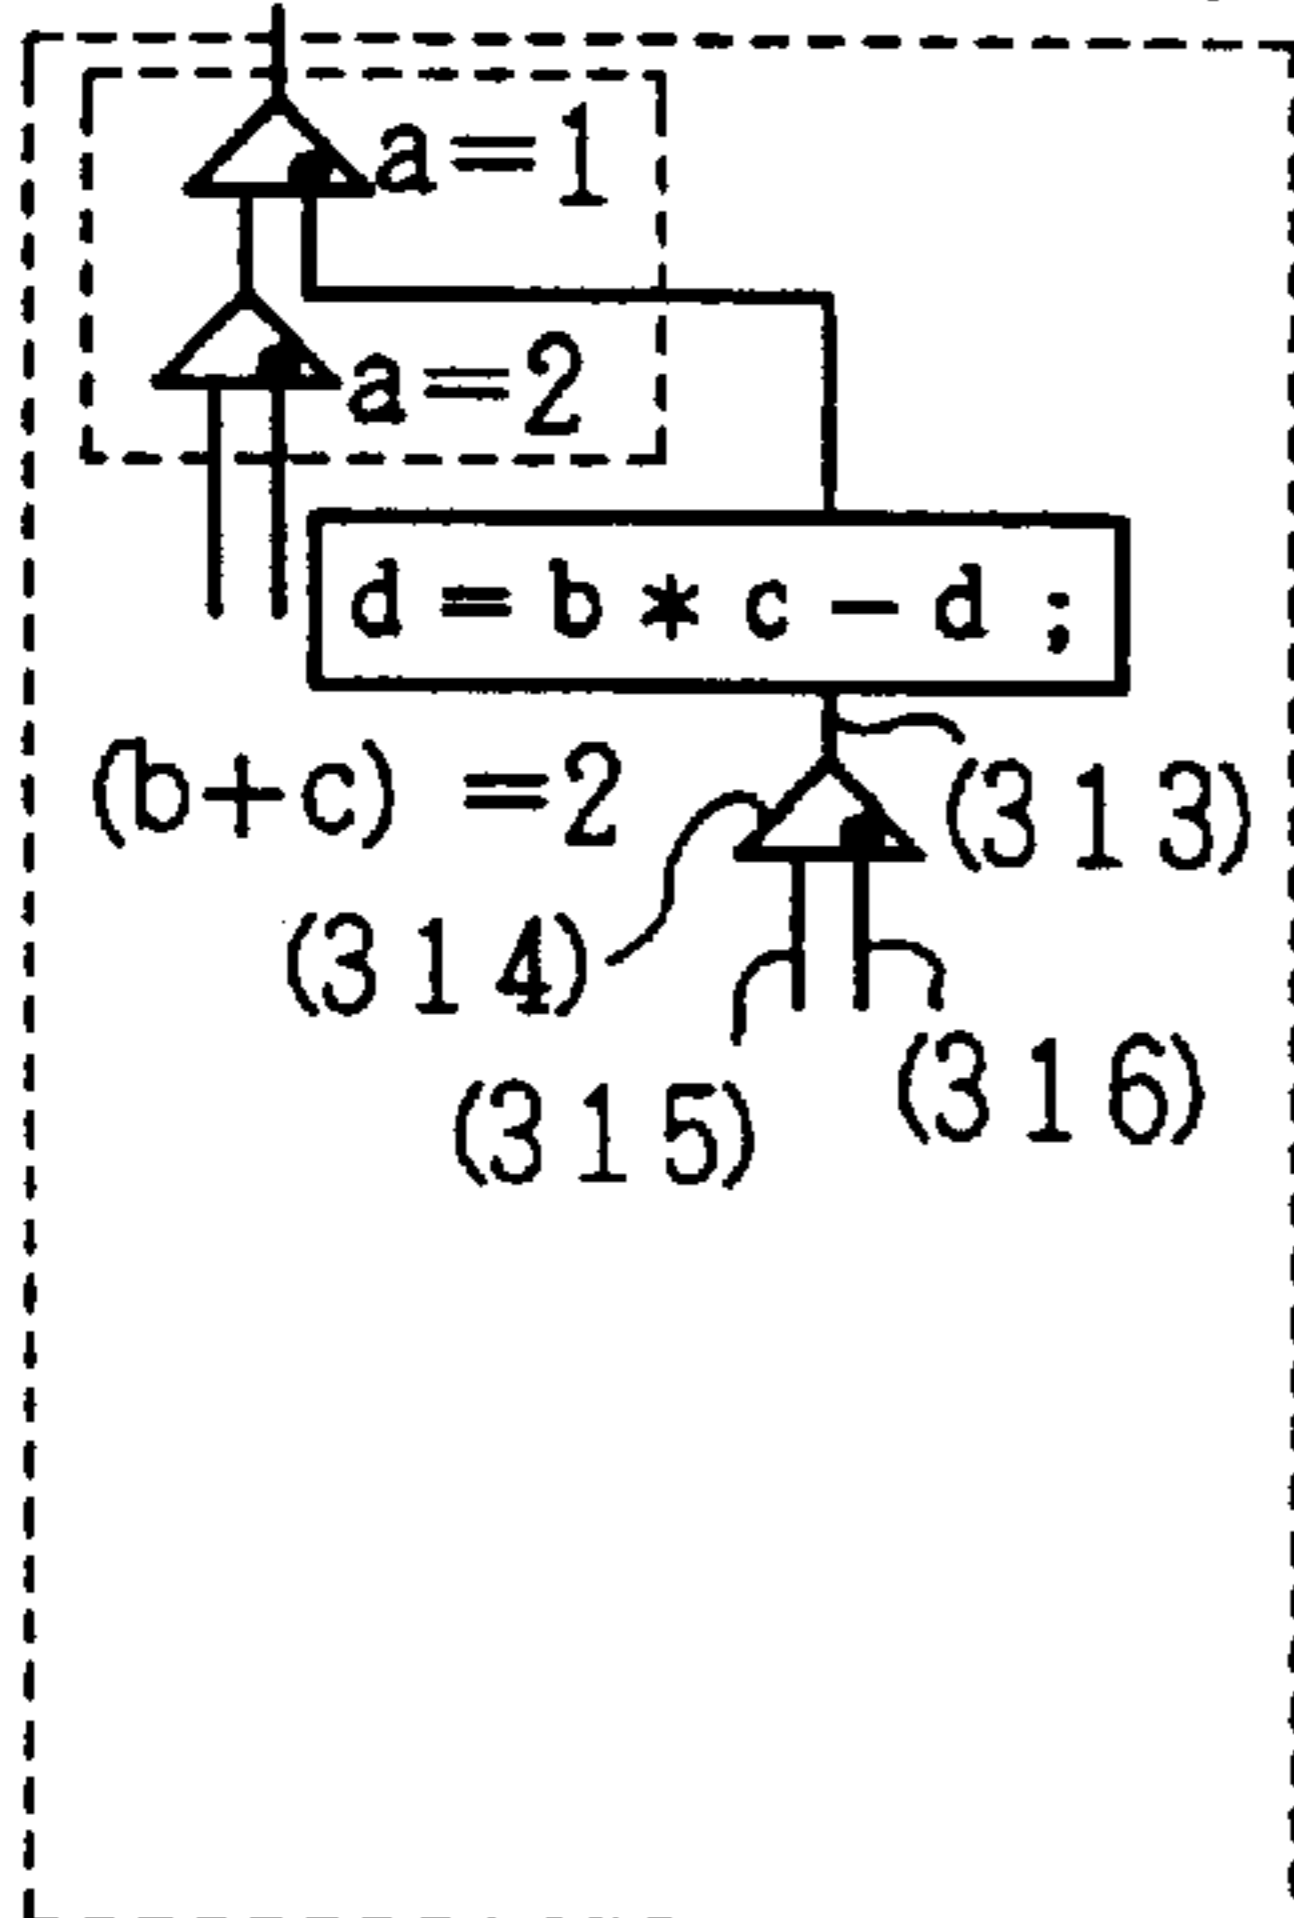 a=1
a=2
d = b * c - d ;
(b+c) =2
(313)
(314)
(316)
(315)